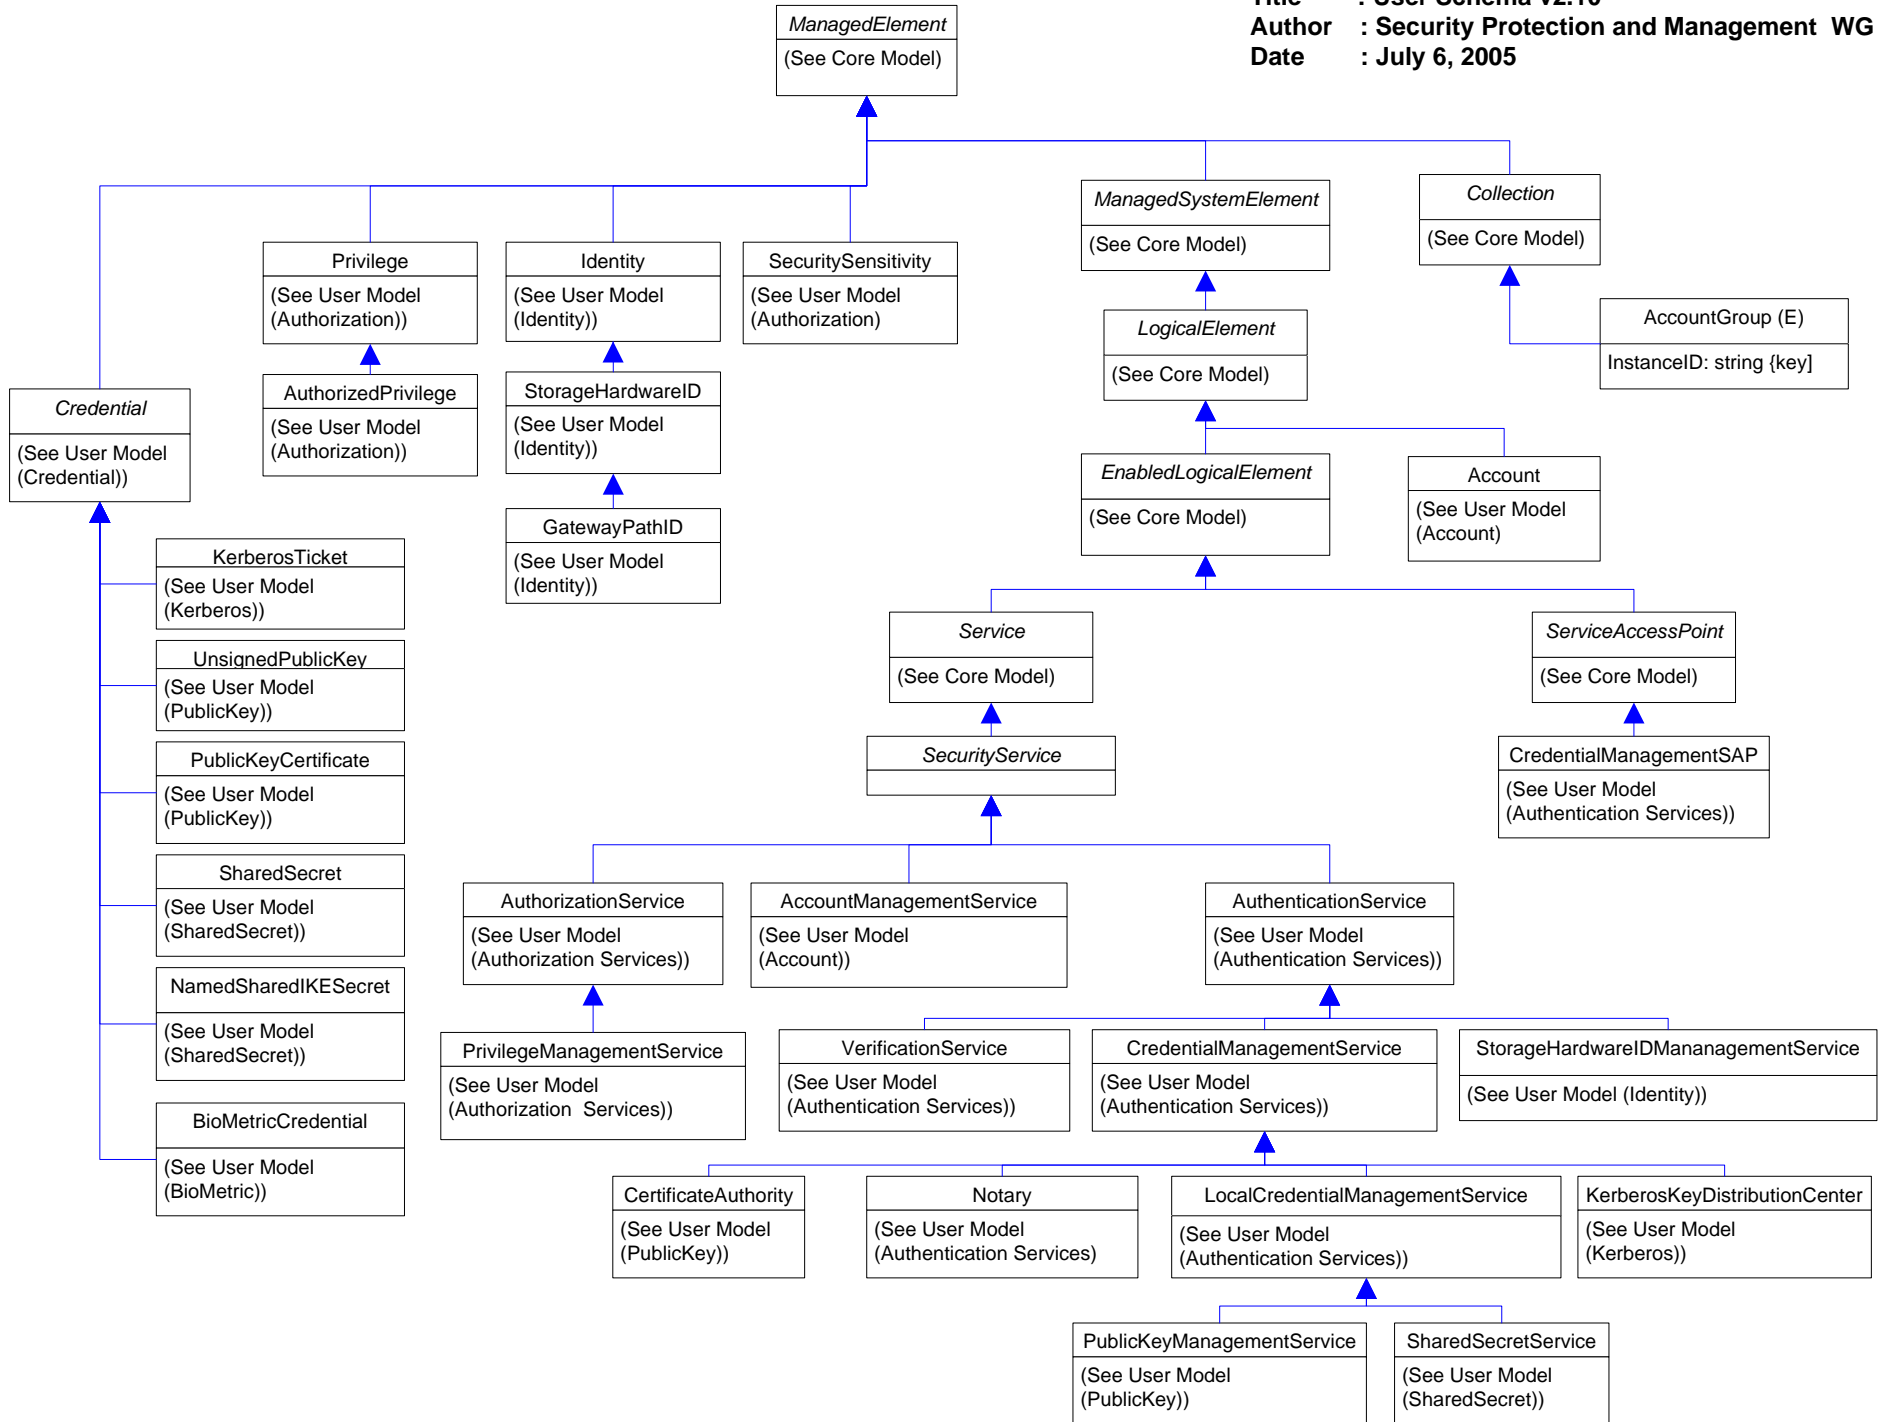 Title : User Schema v2.10
Author : Security Protection and Management WG
Date : July 6, 2005
ManagedElement
(See Core Model)
ManagedSystemElement
(See Core Model)
Collection
(See Core Model)
Privilege
(See User Model
(Authorization))
Identity
(See User Model
(Identity))
SecuritySensitivity
(See User Model
(Authorization)
LogicalElement
(See Core Model)
AccountGroup (E)
InstanceID: string {key]
Credential
(See User Model
(Credential))
AuthorizedPrivilege
(See User Model
(Authorization))
StorageHardwareID
(See User Model
(Identity))
EnabledLogicalElement
(See Core Model)
Account
(See User Model
(Account)
GatewayPathID
(See User Model
(Identity))
KerberosTicket
(See User Model
(Kerberos))
UnsignedPublicKey
(See User Model
(PublicKey))
PublicKeyCertificate
(See User Model
(PublicKey))
SharedSecret
(See User Model
(SharedSecret))
NamedSharedIKESecret
(See User Model
(SharedSecret))
BioMetricCredential
(See User Model
(BioMetric))
Service
(See Core Model)
ServiceAccessPoint
(See Core Model)
SecurityService
CredentialManagementSAP
(See User Model
(Authentication Services))
AuthorizationService
(See User Model
(Authorization Services))
AccountManagementService
(See User Model
(Account))
AuthenticationService
(See User Model
(Authentication Services))
PrivilegeManagementService
(See User Model
(Authorization  Services))
VerificationService
(See User Model
(Authentication Services))
CredentialManagementService
(See User Model
(Authentication Services))
StorageHardwareIDMananagementService
(See User Model (Identity))
CertificateAuthority
(See User Model
(PublicKey))
Notary
(See User Model
(Authentication Services)
LocalCredentialManagementService
(See User Model
(Authentication Services))
KerberosKeyDistributionCenter
(See User Model
(Kerberos))
PublicKeyManagementService
(See User Model
(PublicKey))
SharedSecretService
(See User Model
(SharedSecret))